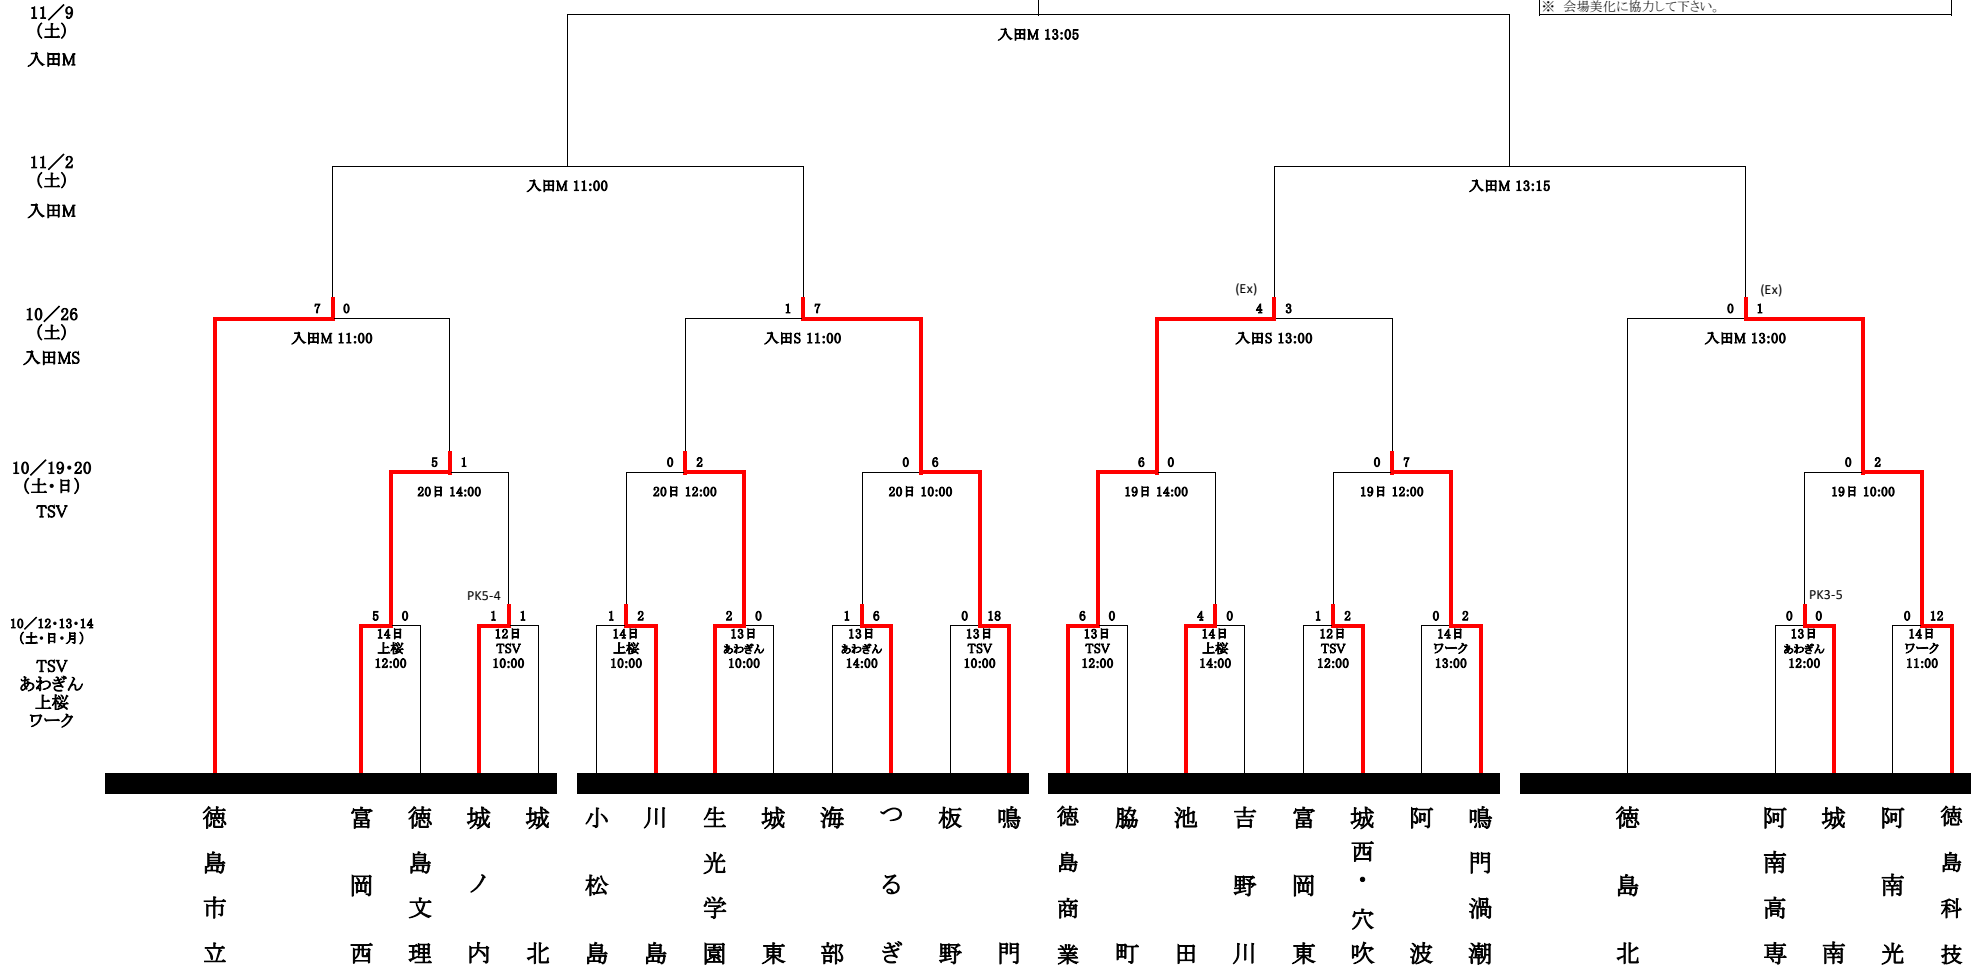 ※ 会場美化に協力して下さい。
11／9
（土）
入田M
入田M 13:05
11／2
（土）
入田M
入田M 11:00
入田M 13:15
10／26
（土）
入田MS
7 0
入田M 11:00
1 7
入田S 11:00
(Ex)
4 3
入田S 13:00
(Ex)
0 1
入田M 13:00
10／19・20
（土・日）
TSV
5 1
20日 14:00
0 2
20日 12:00
0 6
20日 10:00
6 0
19日 14:00
0 7
19日 12:00
0 2
19日 10:00
10／12・13・14
（土・日・月）
TSV
あわぎん
上桜
ワーク
5 0
14日
上桜
12:00
PK5-4
1 1
12日
TSV
10:00
1 2
14日
上桜
10:00
2 0
13日
あわぎん
10:00
1 6
13日
あわぎん
14:00
0 18
13日
TSV
10:00
6 0
13日
TSV
12:00
4 0
14日
上桜
14:00
1 2
12日
TSV
12:00
0 2
14日
ワーク
13:00
PK3-5
0 0
13日
あわぎん
12:00
0 12
14日
ワーク
11:00
徳島市立
富岡西
徳島文理
城ノ内
城北
小松島
川島
生光学園
城東
海部
つるぎ
板野
鳴門
徳島商業
脇町
池田
吉野川
富岡東
城西・穴吹
阿波
鳴門渦潮
徳島北
阿南高専
城南
阿南光
徳島科技